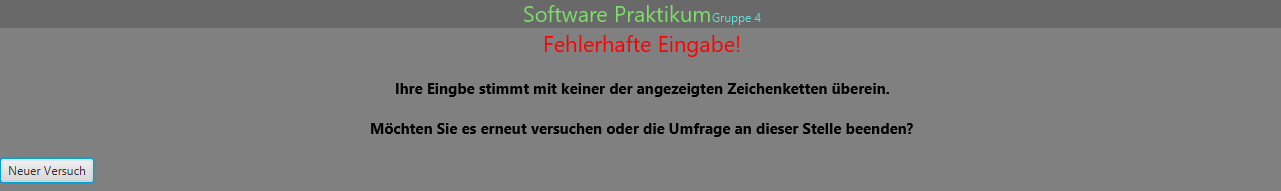 Software Praktikum Gruppe 4
Fehlerhafte Eingabe!
Ihre Eingbe stimmt mit keiner der angezeigten Zeichenketten überein.
Möchten Sie es erneut versuchen oder die Umfrage an dieser Stelle beenden?
Neuer Versuch